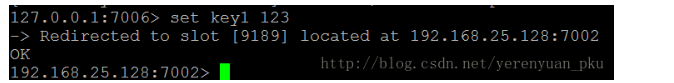 127.0.0.1:7006> set key1 123
-> Redirected to slot [9189] located at 192.168.25.128:7002
OK
192.168.25.128:7002>
http://blog.csdn.net/yerenyuan_pku